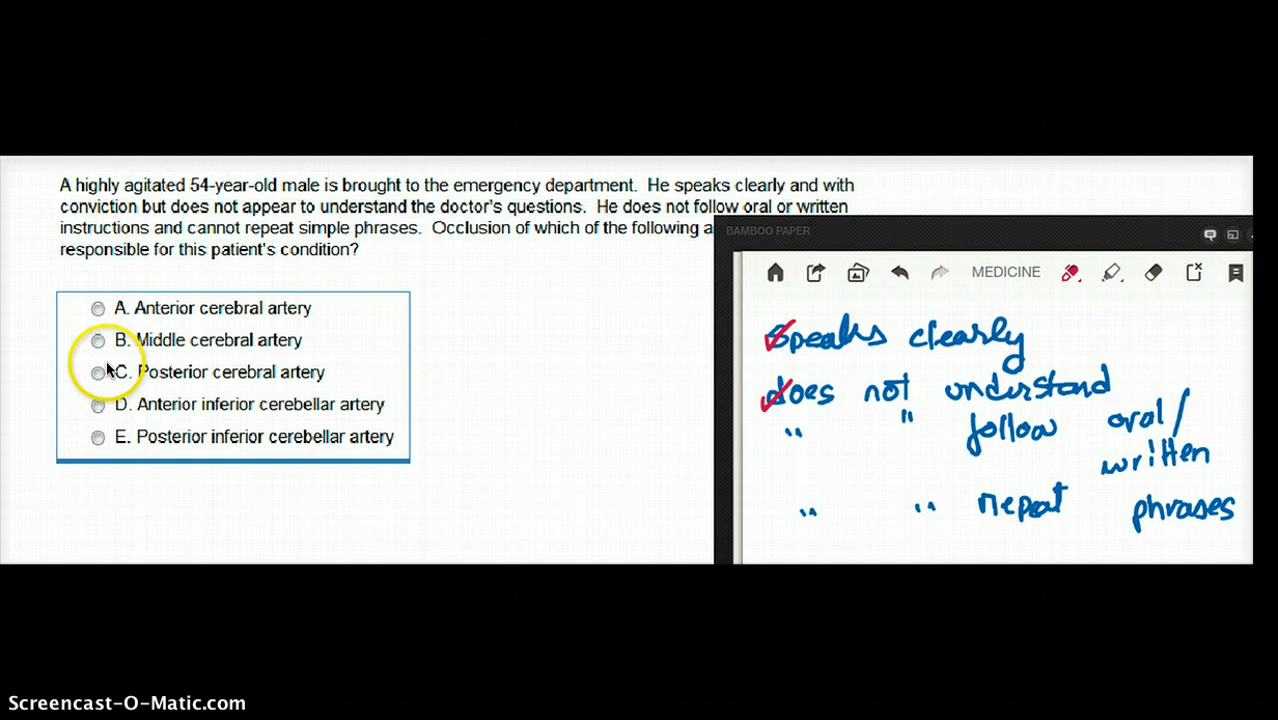 A highly agitated 54-year-old male is brought to the emergency department. He speaks clearly and with
conviction but does not appear to understand the doctor's questions. He does not follow oral or written
instructions and cannot repeat simple phrases. Occlusion of which of the following a
responsible for this patient's condition?
A. Anterior cerebral artery
B. Middle cerebral artery
C. Posterior cerebral artery
D. Anterior inferior cerebellar artery
E. Posterior inferior cerebellar artery
BAMBOO PAPER
MEDICINE
Speaks clearly
does not understand
" " follow oral/
written
" " repeat phrases
Screencast-O-Matic.com